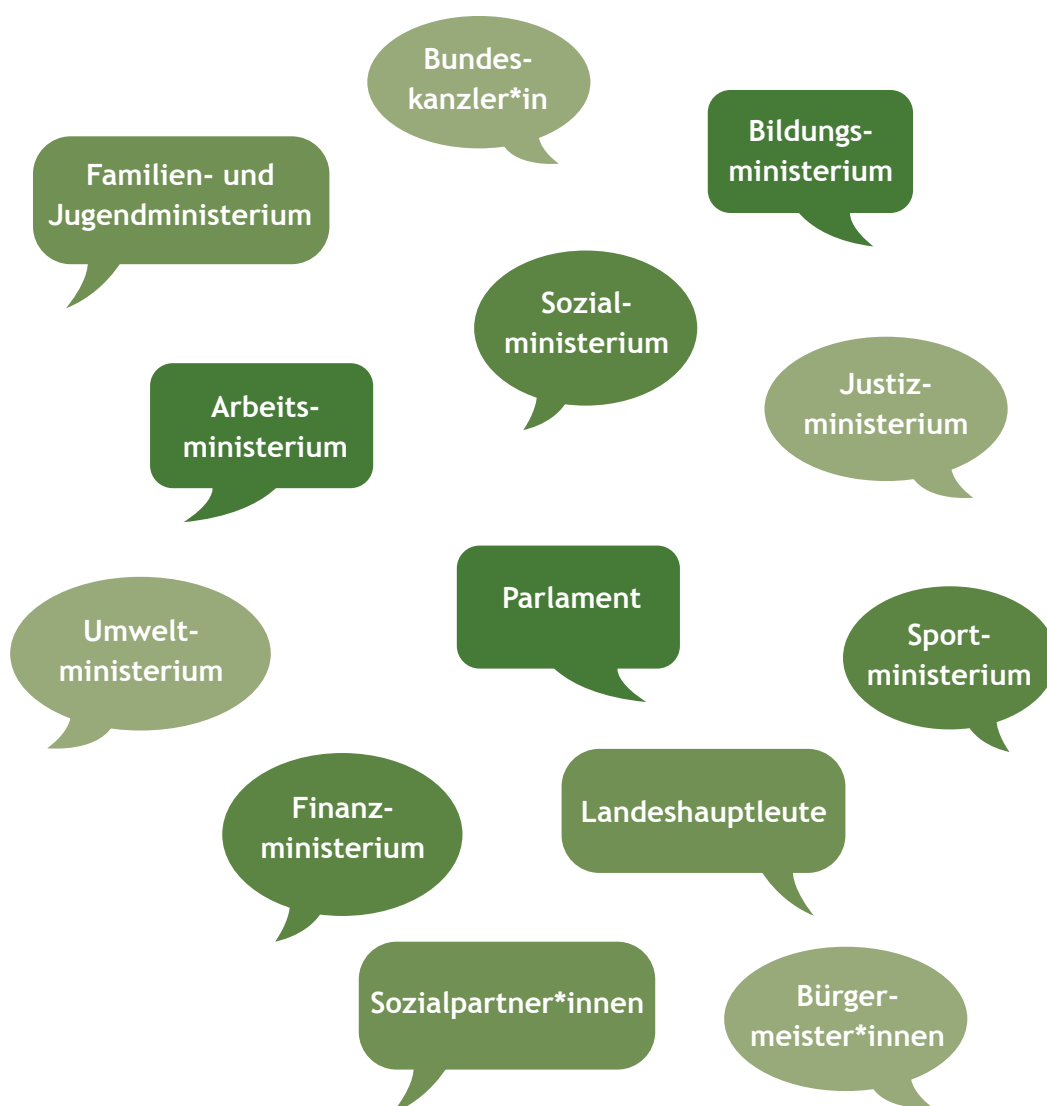 Bundes-
kanzler*in
Bildungs-
ministerium
Familien- und
Jugendministerium
Sozial-
ministerium
Justiz-
ministerium
Arbeits-
ministerium
Parlament
Umwelt-
ministerium
Sport-
ministerium
Finanz-
ministerium
Landeshauptleute
Sozialpartner*innen
Bürger-
meister*innen